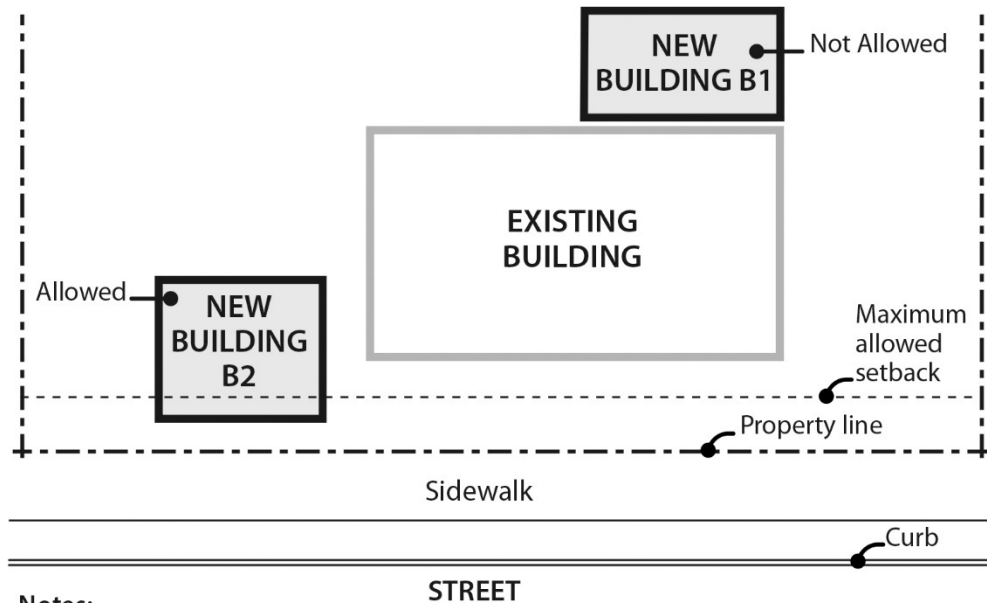 NEW
BUILDING B1
Not Allowed
EXISTING
BUILDING
Allowed
NEW
BUILDING
B2
Maximum
allowed
setback
Property line
Sidewalk
Curb
STREET
Notes: